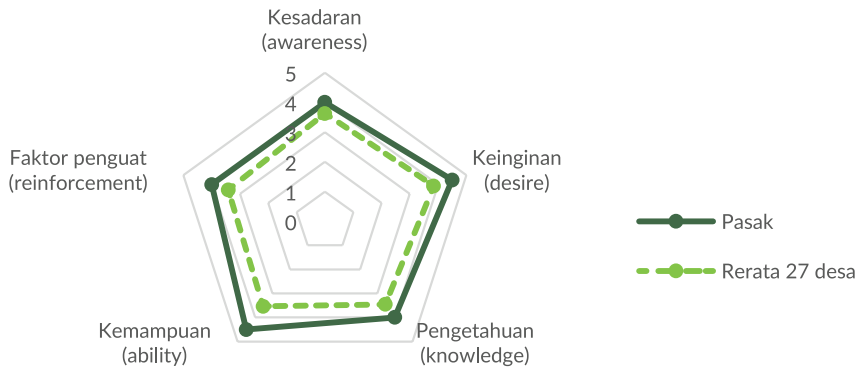 Kesadaran
(awareness)
5
4
3
2
1
0
Keinginan
(desire)
Pengetahuan
(knowledge)
Kemampuan
(ability)
Faktor penguat
(reinforcement)
Pasak
Rerata 27 desa